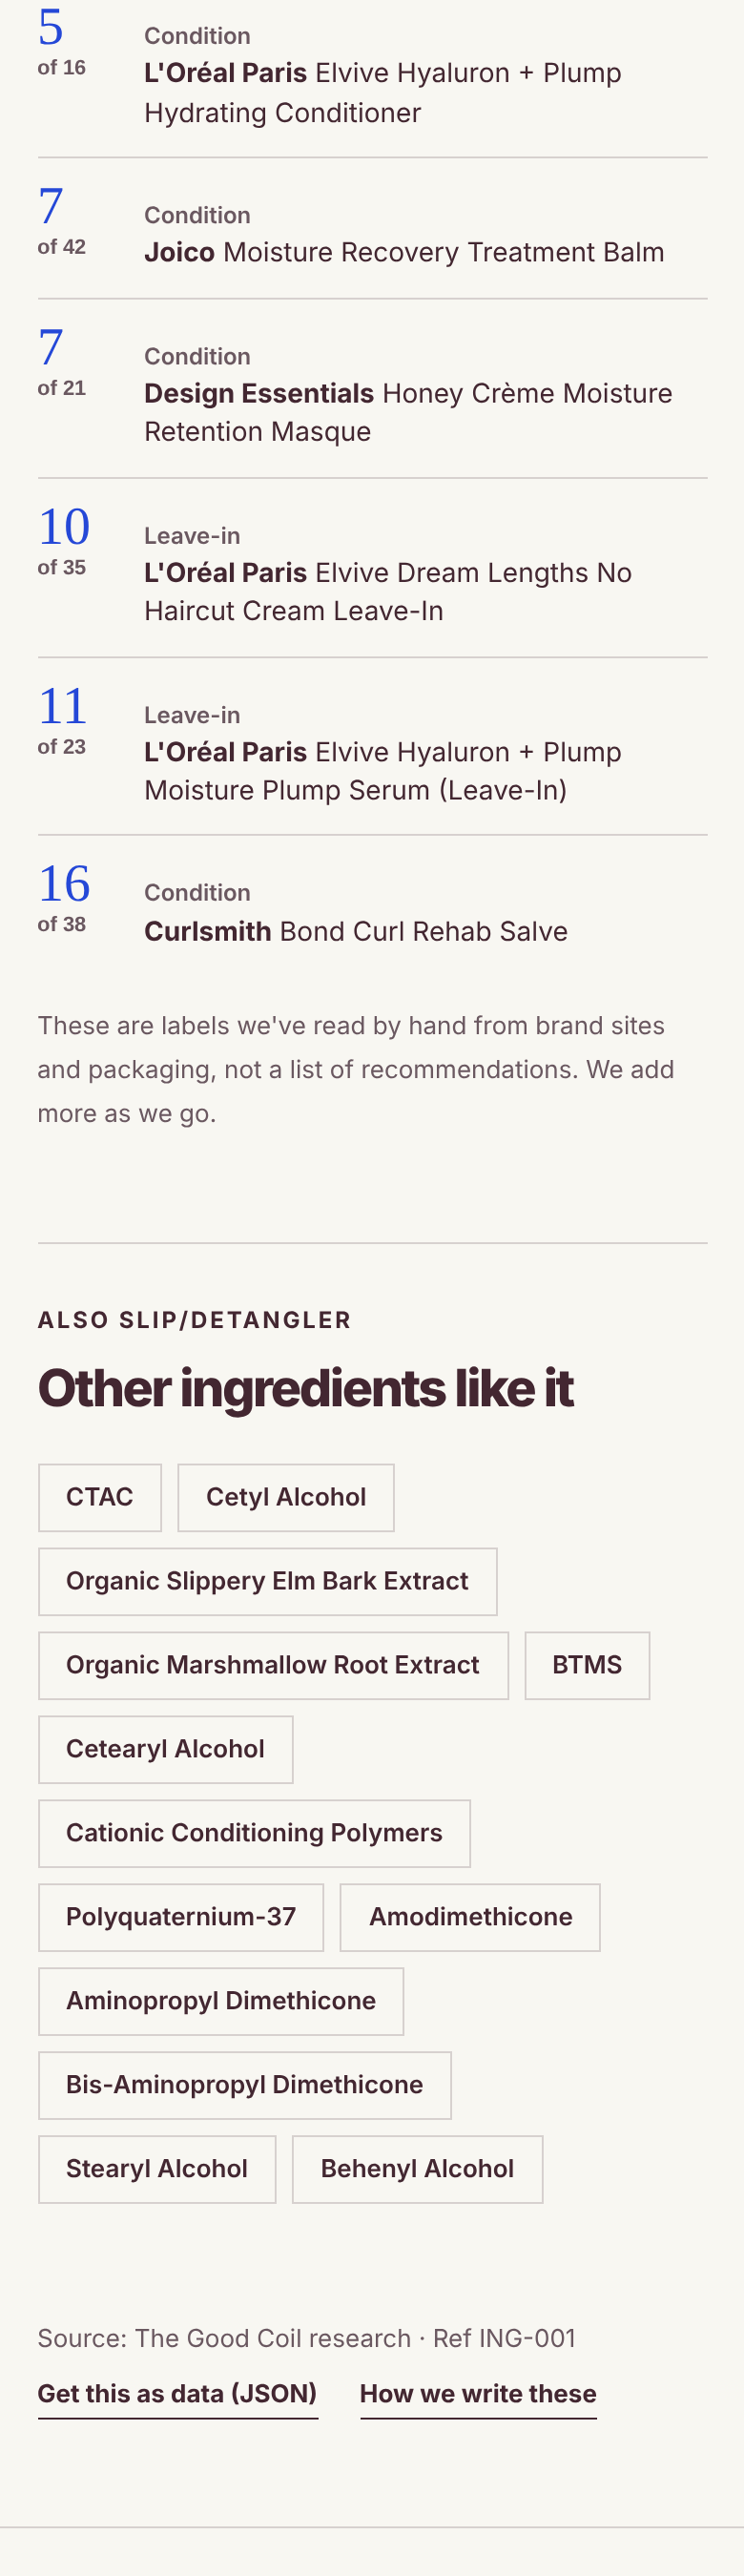 5
of 16
Condition
L'Oréal Paris Elvive Hyaluron + Plump
Hydrating Conditioner
7
of 42
Condition
Joico Moisture Recovery Treatment Balm
7
of 21
Condition
Design Essentials Honey Crème Moisture
Retention Masque
10
of 35
Leave-in
L'Oréal Paris Elvive Dream Lengths No
Haircut Cream Leave-In
11
of 23
Leave-in
L'Oréal Paris Elvive Hyaluron + Plump
Moisture Plump Serum (Leave-In)
16
of 38
Condition
Curlsmith Bond Curl Rehab Salve
These are labels we've read by hand from brand sites
and packaging, not a list of recommendations. We add
more as we go.
ALSO SLIP/DETANGLER
Other ingredients like it
CTAC
Cetyl Alcohol
Organic Slippery Elm Bark Extract
Organic Marshmallow Root Extract
BTMS
Cetearyl Alcohol
Cationic Conditioning Polymers
Polyquaternium-37
Amodimethicone
Aminopropyl Dimethicone
Bis-Aminopropyl Dimethicone
Stearyl Alcohol
Behenyl Alcohol
Source: The Good Coil research · Ref ING-001
Get this as data (JSON)
How we write these